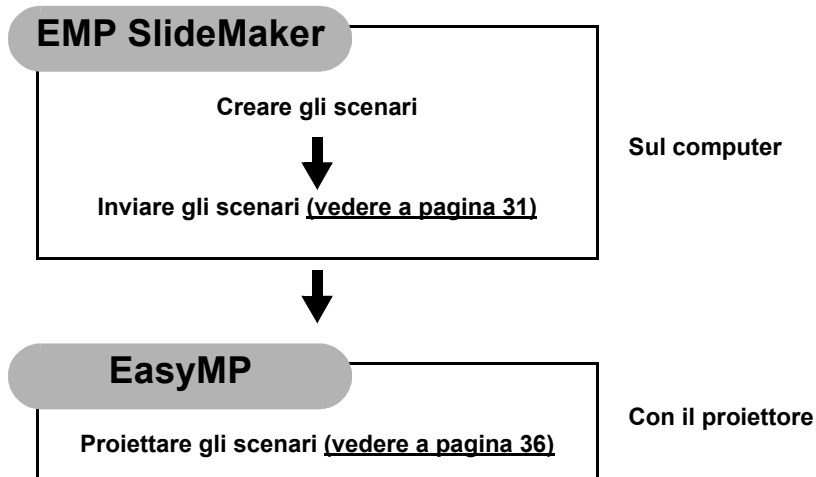 EMP SlideMaker
Creare gli scenari
Sul computer
Inviare gli scenari (vedere a pagina 31)
EasyMP
Con il proiettore
Proiettare gli scenari (vedere a pagina 36)